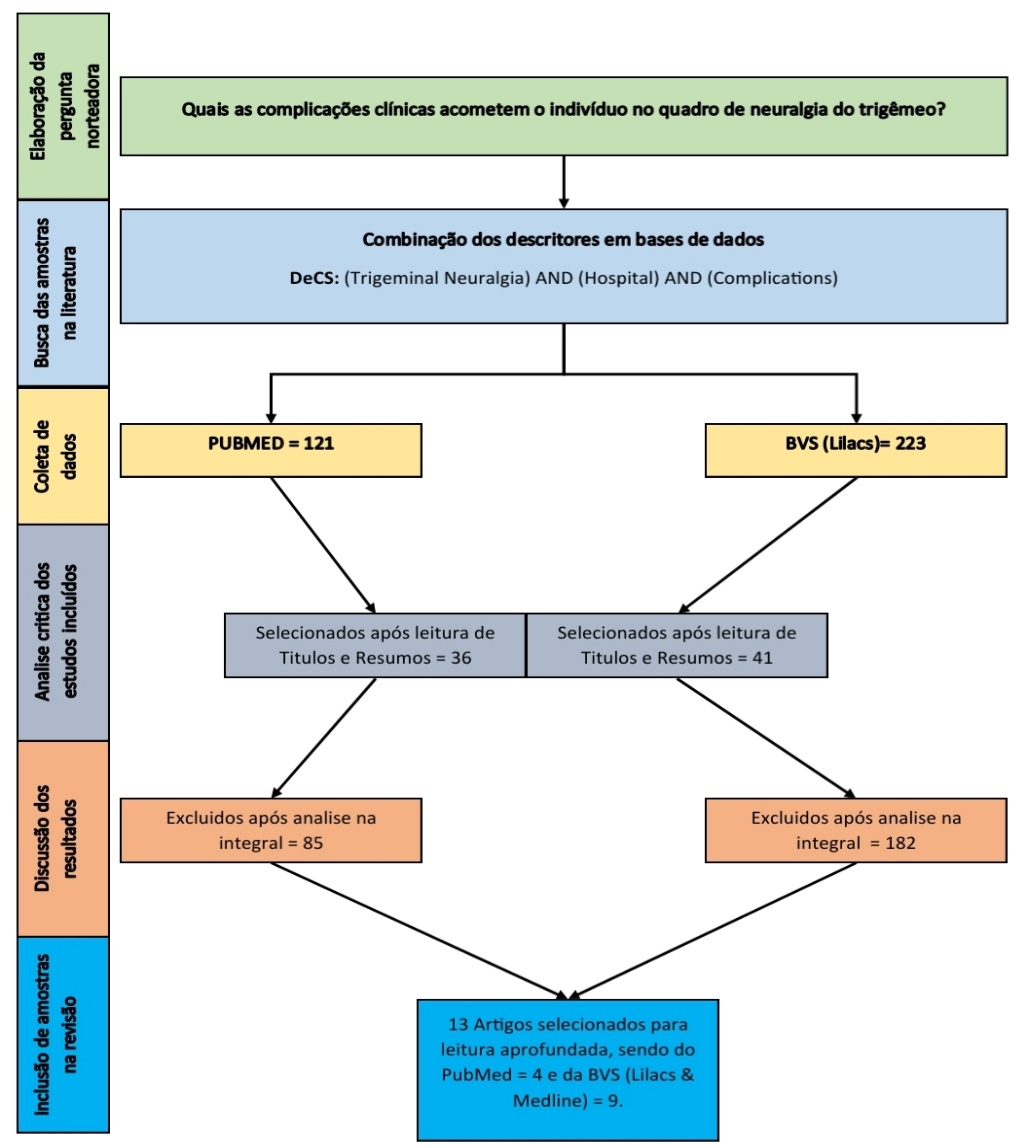 Elaboração da
pergunta
norteadora
Quais as complicações clínicas acometem o indivíduo no quadro de neuralgia do trigêmeo?
Busca das amostras
na literatura
Combinação dos descritores em bases de dados
DeCS: (Trigeminal Neuralgia) AND (Hospital) AND (Complications)
Coleta de
dados
PUBMED = 121
BVS (Lilacs)= 223
Analise critica dos
estudos incluídos
Selecionados após leitura de
Titulos e Resumos = 36
Selecionados após leitura de
Titulos e Resumos = 41
Discussão dos
resultados
Excluidos após analise na
integral = 85
Excluidos após analise na
integral = 182
Inclusão de amostras
na revisão
13 Artigos selecionados para
leitura aprofundada, sendo do
PubMed = 4 e da BVS (Lilacs &
Medline) = 9.